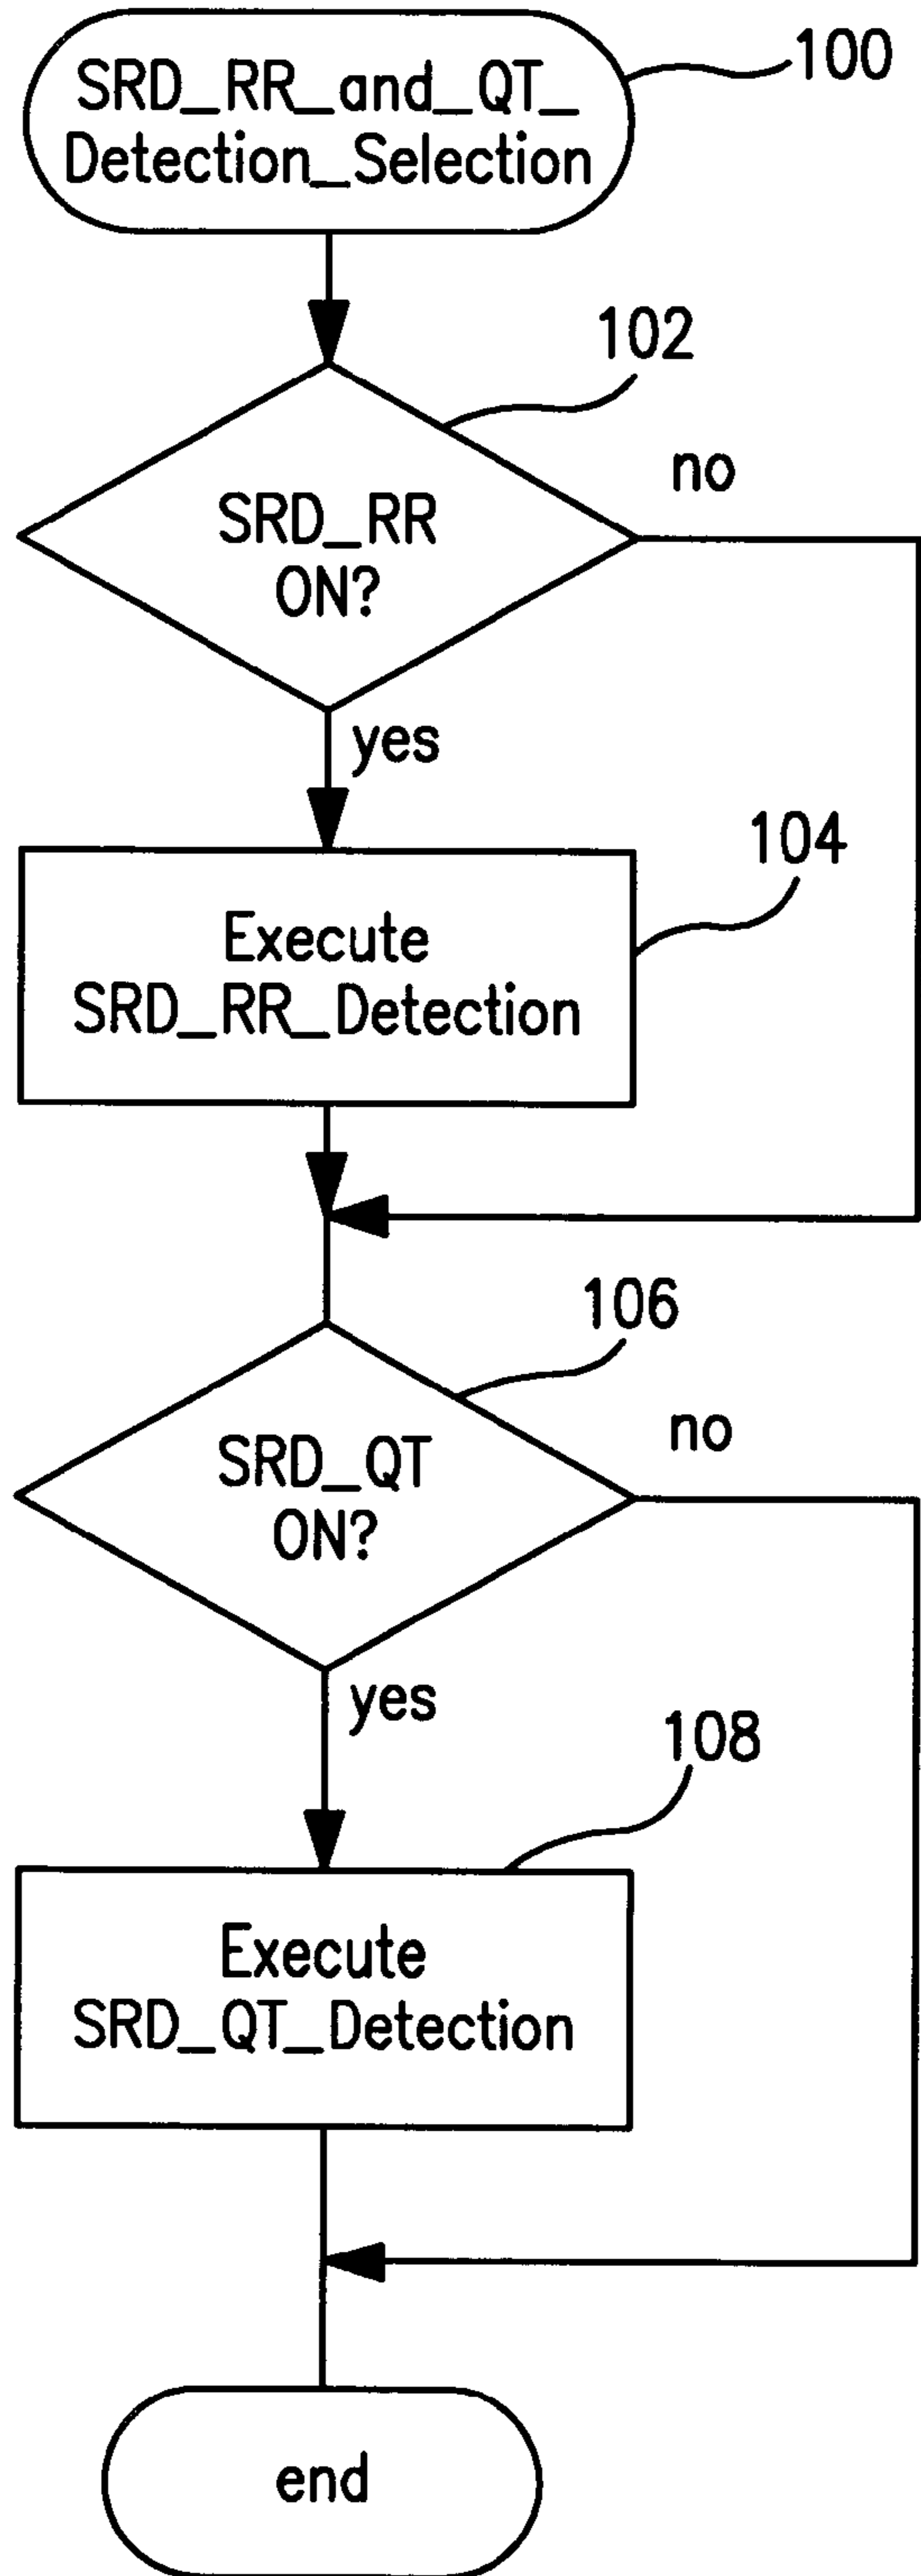 SRD_RR_and_QT_
Detection_Selection
100
102
SRD_RR
ON?
no
yes
104
Execute
SRD_RR_Detection
106
SRD_QT
ON?
no
yes
108
Execute
SRD_QT_Detection
end